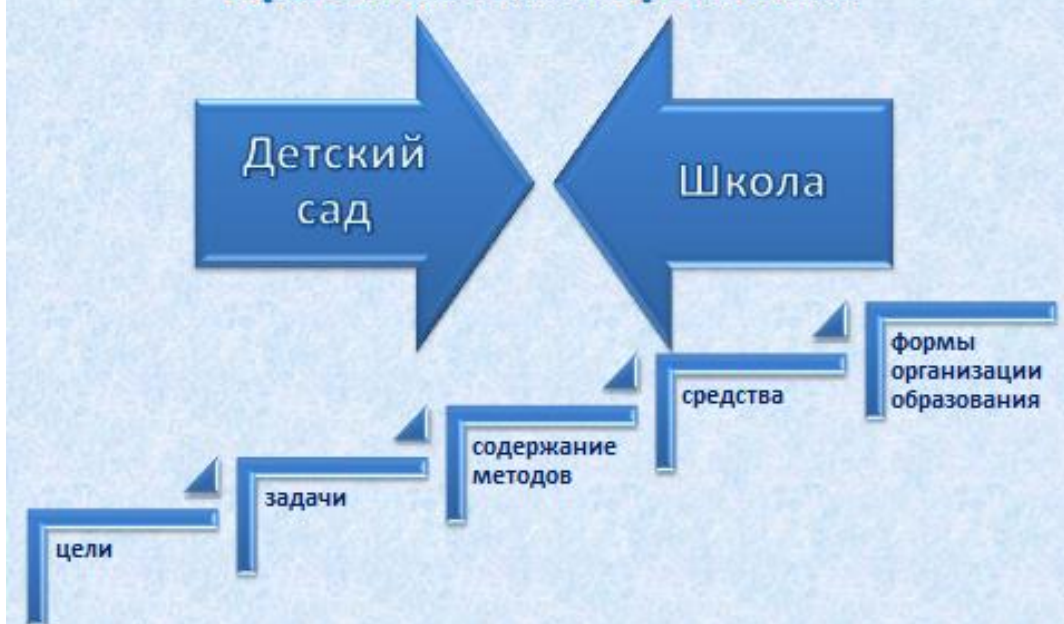 Детский
сад
Школа
формы
организации
образования
средства
содержание
методов
задачи
цели